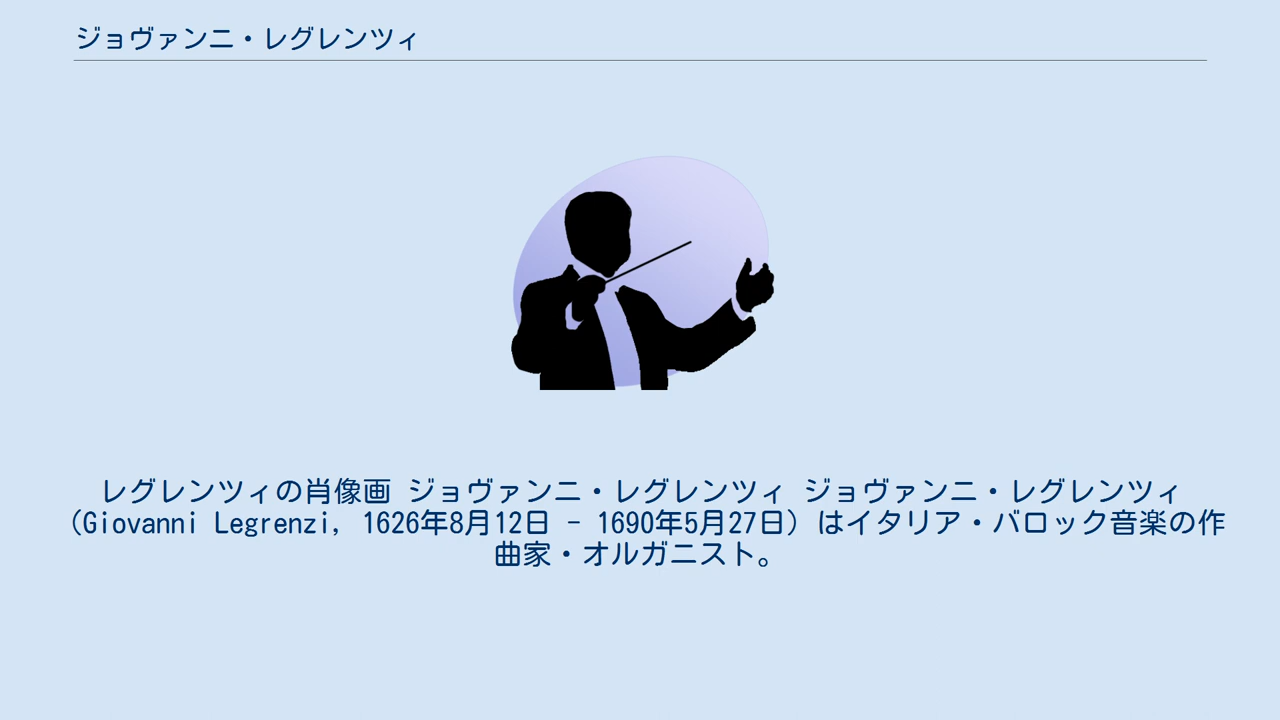 ジョヴァンニ・レグレンツィ
レグレンツィの肖像画 ジョヴァンニ・レグレンツィ ジョヴァンニ・レグレンツィ
（Giovanni Legrenzi, 1626年8月12日 - 1690年5月27日）はイタリア・バロック音楽の作
曲家・オルガニスト。